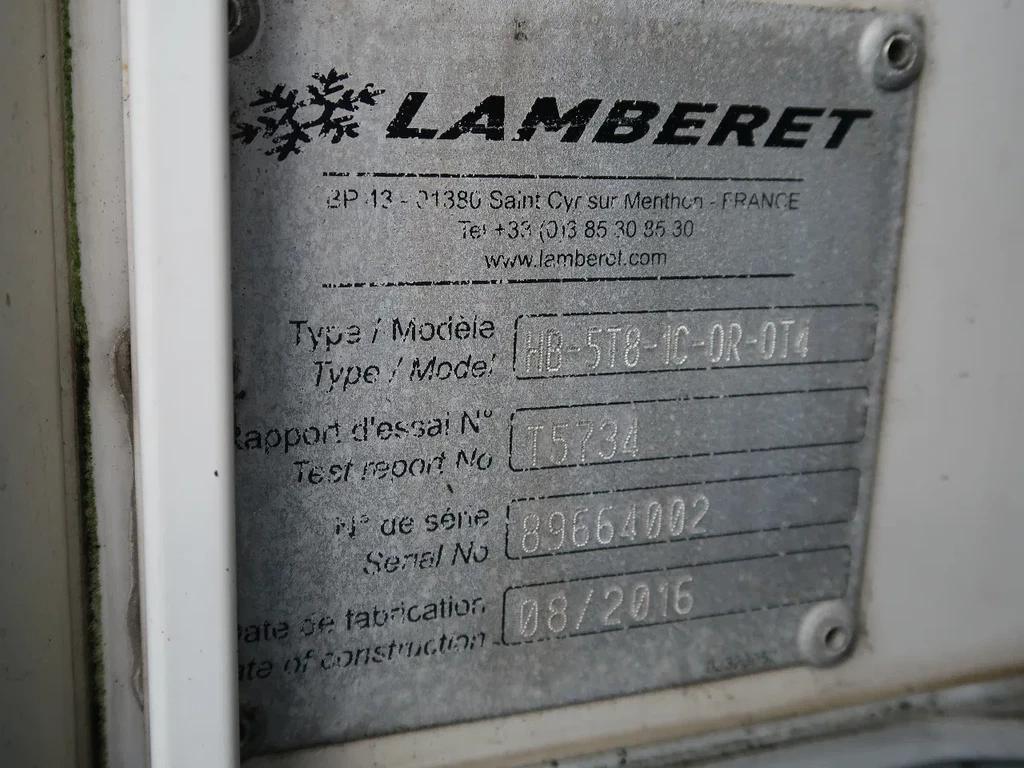 LAMBERET
BP 43 - 01380 Saint Cyr sur Menthon - FRANCE
Tel +33 (0)3 85 30 85 30
www.lamberet.com
Type / Modèle HB-5T8-1C-0R-0T4
Type / Model
Rapport d'essai N° T5734
Test report No
N° de série 89664002
Serial No
Date de fabrication 08/2016
Date of construction